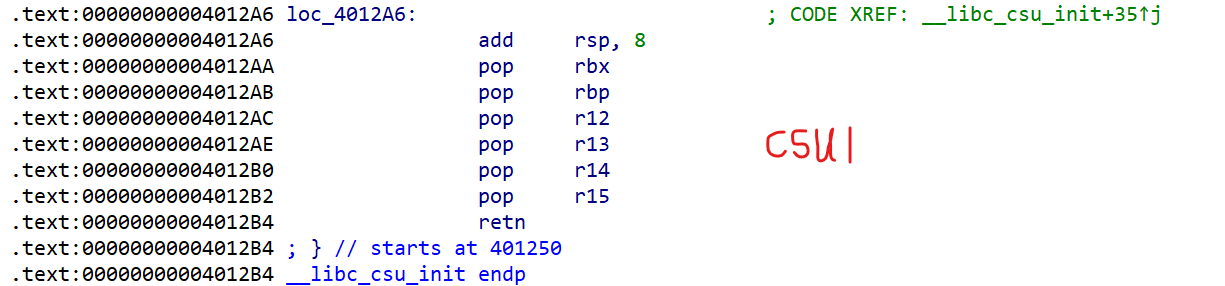 .text:00000000004012A6 loc_4012A6: ; CODE XREF: __libc_csu_init+35↑j
.text:00000000004012A6 add rsp, 8
.text:00000000004012AA pop rbx
.text:00000000004012AB pop rbp
.text:00000000004012AC pop r12
.text:00000000004012AE pop r13
.text:00000000004012B0 pop r14
.text:00000000004012B2 pop r15
.text:00000000004012B4 retn
.text:00000000004012B4 ; } // starts at 401250
.text:00000000004012B4 __libc_csu_init endp
csu1